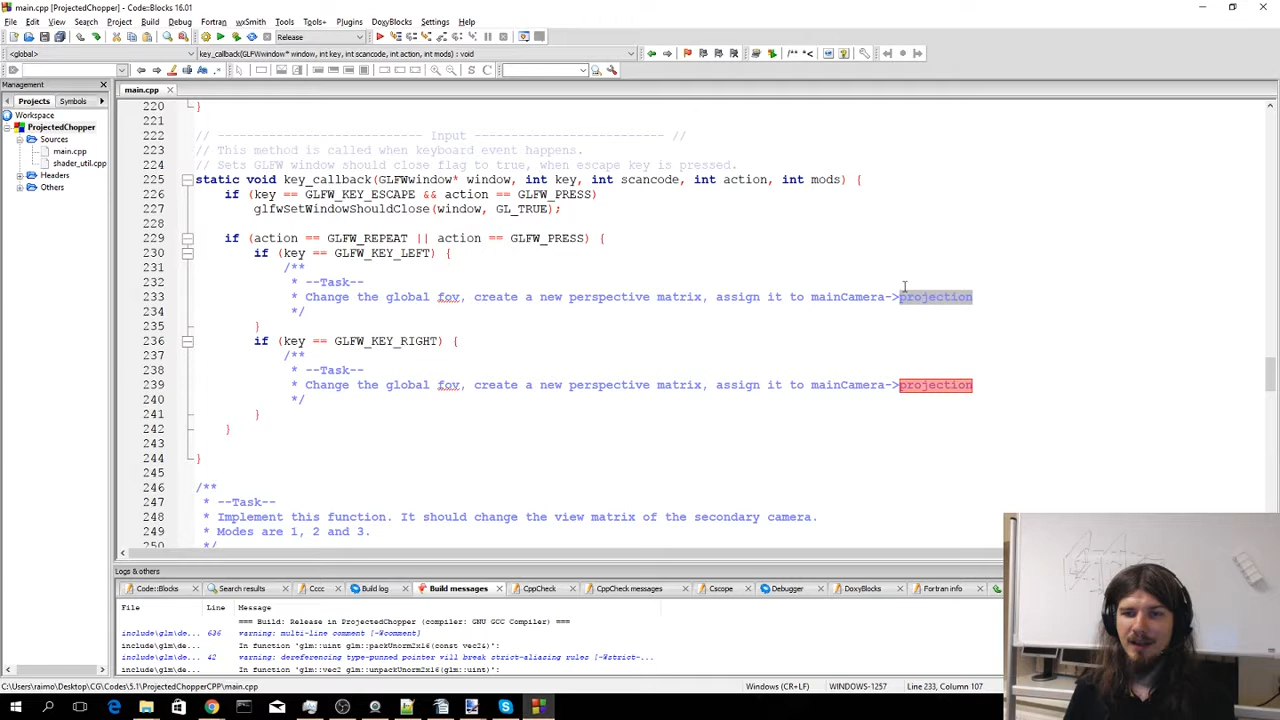 main.cpp [ProjectedChopper] - Code::Blocks 16.01
File Edit View Search Project Build Debug Fortran wxSmith Tools Tools+ Plugins DoxyBlocks Settings Help
Release
<global> key_callback(GLFWwindow* window, int key, int scancode, int action, int mods) : void
Management
Projects Symbols
Workspace
ProjectedChopper
Sources
main.cpp
shader_util.cpp
Headers
Others
main.cpp
220 }
221
222 // ---------------------------- Input -------------------------- //
223 // This method is called when keyboard event happens.
224 // Sets GLFW window should close flag to true, when escape key is pressed.
225 static void key_callback(GLFWwindow* window, int key, int scancode, int action, int mods) {
226 if (key == GLFW_KEY_ESCAPE && action == GLFW_PRESS)
227 glfwSetWindowShouldClose(window, GL_TRUE);
228
229 if (action == GLFW_REPEAT || action == GLFW_PRESS) {
230 if (key == GLFW_KEY_LEFT) {
231 /**
232 * --Task--
233 * Change the global fov, create a new perspective matrix, assign it to mainCamera->projection
234 */
235 }
236 if (key == GLFW_KEY_RIGHT) {
237 /**
238 * --Task--
239 * Change the global fov, create a new perspective matrix, assign it to mainCamera->projection
240 */
241 }
242 }
243
244 }
245
246 /**
247 * --Task--
248 * Implement this function. It should change the view matrix of the secondary camera.
249 * Modes are 1, 2 and 3.
250 */
Logs & others
Code::Blocks Search results Cccc Build log Build messages CppCheck CppCheck messages Cscope Debugger DoxyBlocks Fortran info
File Line Message
=== Build: Release in ProjectedChopper (compiler: GNU GCC Compiler) ===
include\glm\de... 636 warning: multi-line comment [-Wcomment]
include\glm\de... In function 'glm::uint glm::packUnorm2x16(const vec2&)':
include\glm\de... 42 warning: dereferencing type-punned pointer will break strict-aliasing rules [-Wstrict-...
include\glm\de... In function 'glm::vec2 glm::unpackUnorm2x16(glm::uint)':
C:\Users\raimo\Desktop\CG\Codes\5.1\ProjectedChopperCPP\main.cpp Windows (CR+LF) WINDOWS-1257 Line 233, Column 107